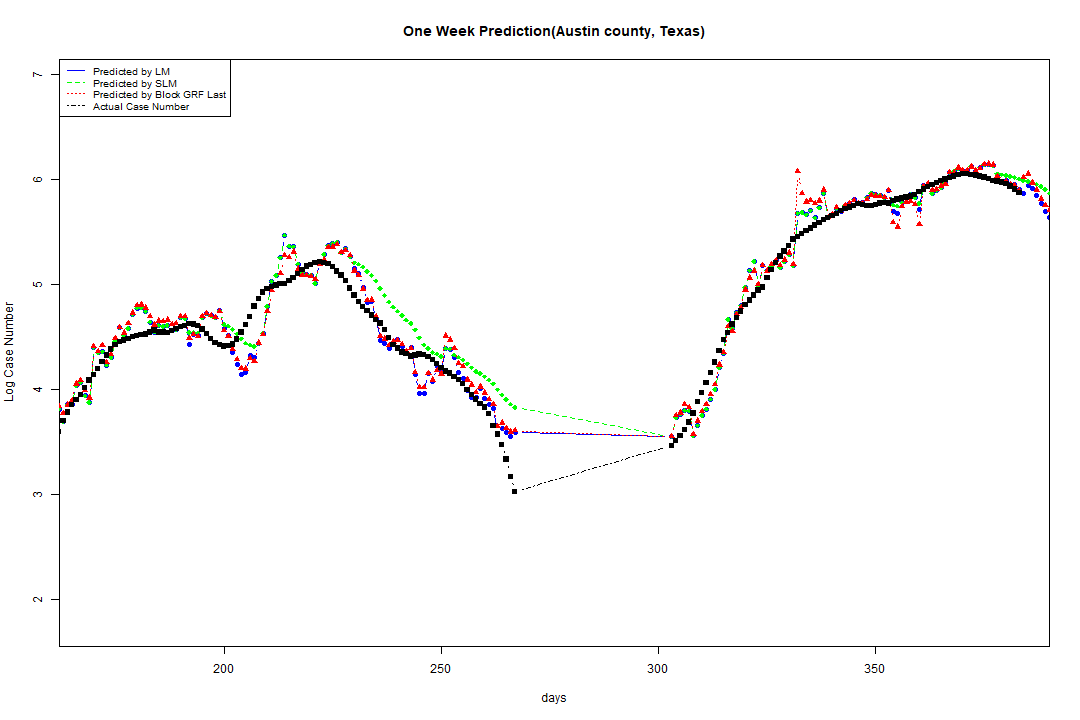 One Week Prediction(Austin county, Texas)
Predicted by LM
Predicted by SLM
Predicted by Block GRF Last
Actual Case Number
7
6
5
4
3
2
Log Case Number
200
250
300
350
days